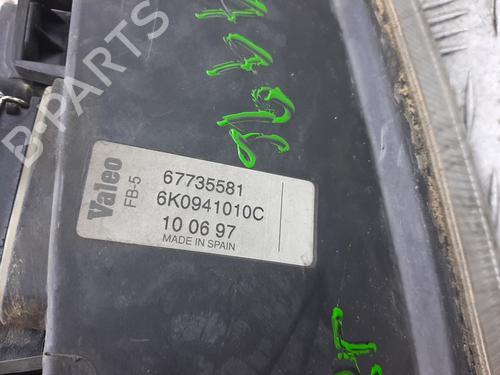 B-PARTS
Valeo
FB-5
67735581
6K0941010C
10 06 97
MADE IN SPAIN